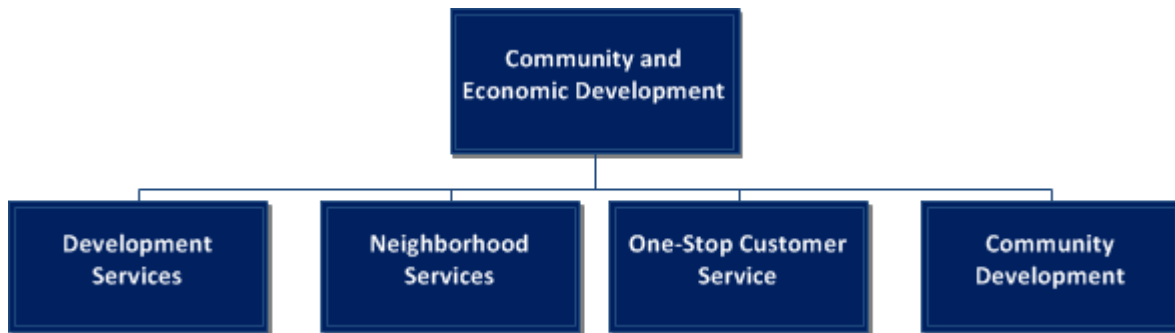 Community and
Economic Development
Development
Services
Neighborhood
Services
One-Stop Customer
Service
Community
Development